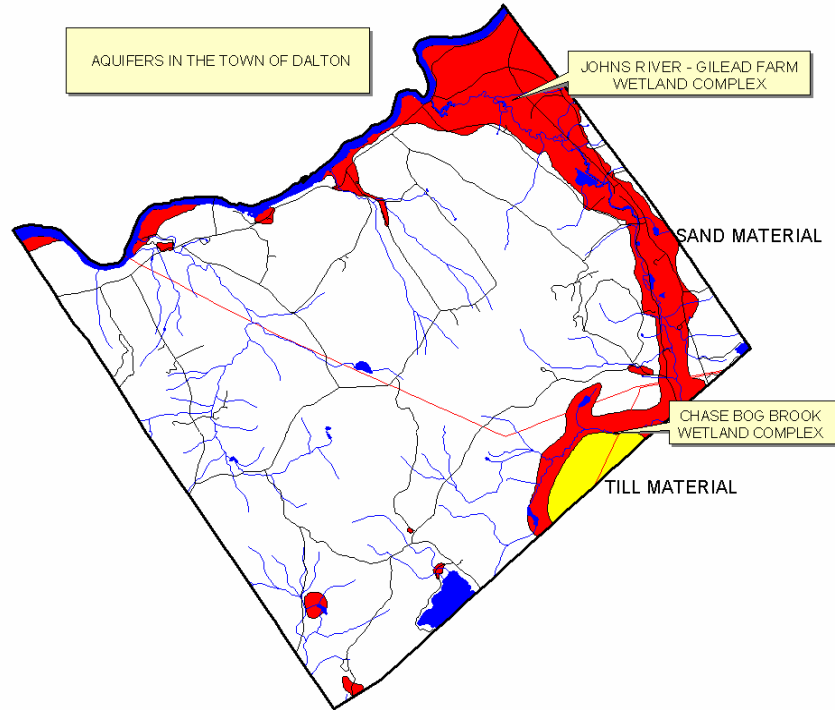 AQUIFERS IN THE TOWN OF DALTON
JOHNS RIVER - GILEAD FARM
WETLAND COMPLEX
SAND MATERIAL
CHASE BOG BROOK
WETLAND COMPLEX
TILL MATERIAL